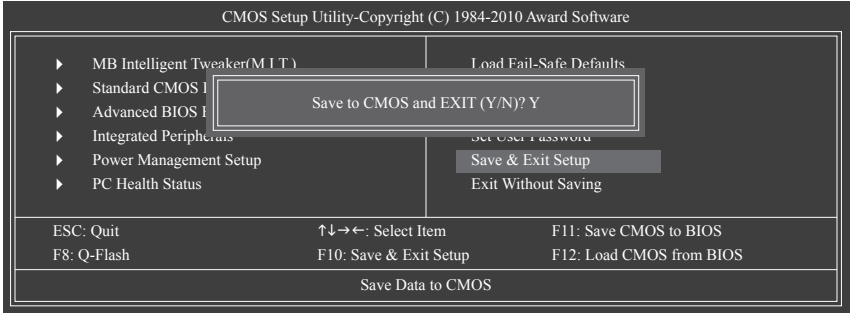 CMOS Setup Utility-Copyright (C) 1984-2010 Award Software
MB Intelligent Tweaker(M.I.T.)
Standard CMOS
Advanced BIOS
Integrated Peripherals
Power Management Setup
PC Health Status
Load Fail-Safe Defaults
Set User Password
Save & Exit Setup
Exit Without Saving
Save to CMOS and EXIT (Y/N)? Y
ESC: Quit ↑↓→←: Select Item F11: Save CMOS to BIOS
F8: Q-Flash F10: Save & Exit Setup F12: Load CMOS from BIOS
Save Data to CMOS